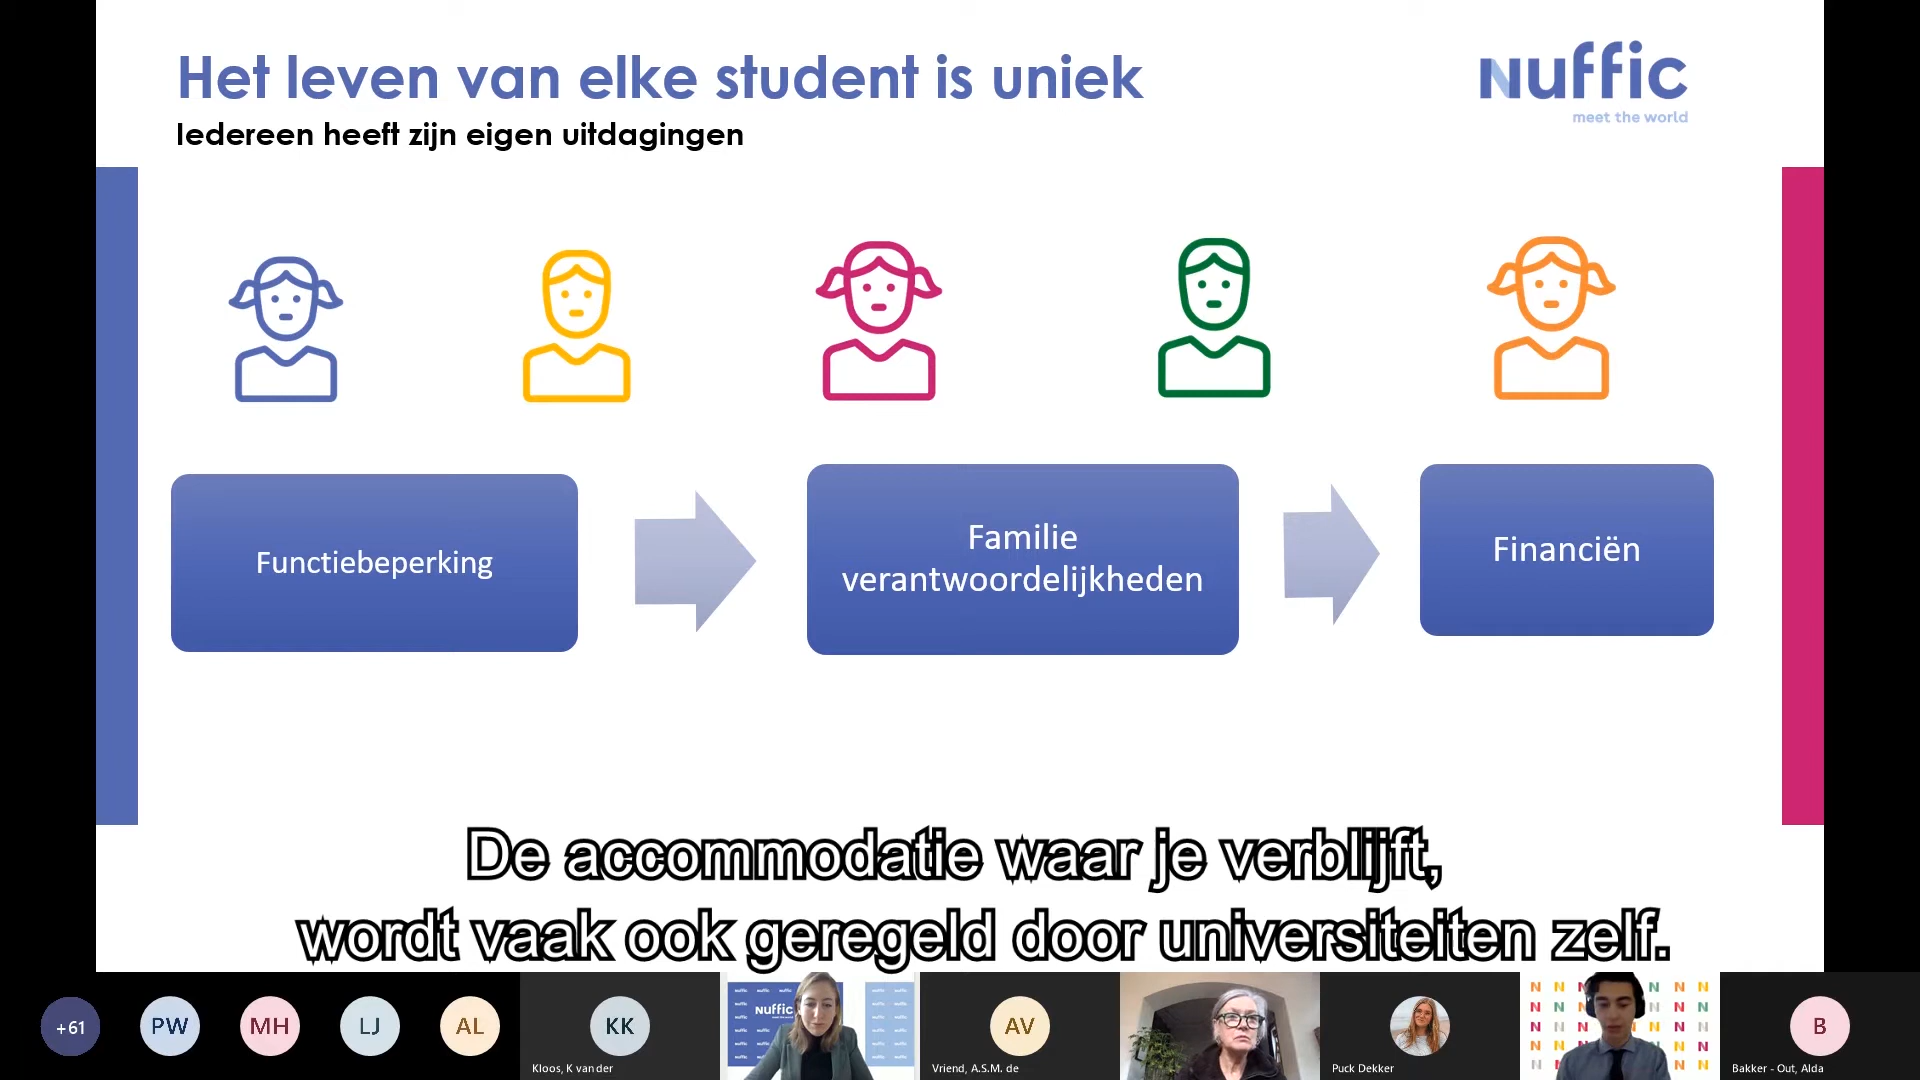 Het leven van elke student is uniek
Iedereen heeft zijn eigen uitdagingen
Nuffic
meet the world
Functiebeperking
Familie
verantwoordelijkheden
Financiën
De accommodatie waar je verblijft,
wordt vaak ook geregeld door universiteiten zelf.
+61
PW
MH
LJ
AL
KK
Kloos, K van der
Nuffic
AV
Vriend, A.S.M. de
Puck Dekker
B
Bakker - Out, Alda